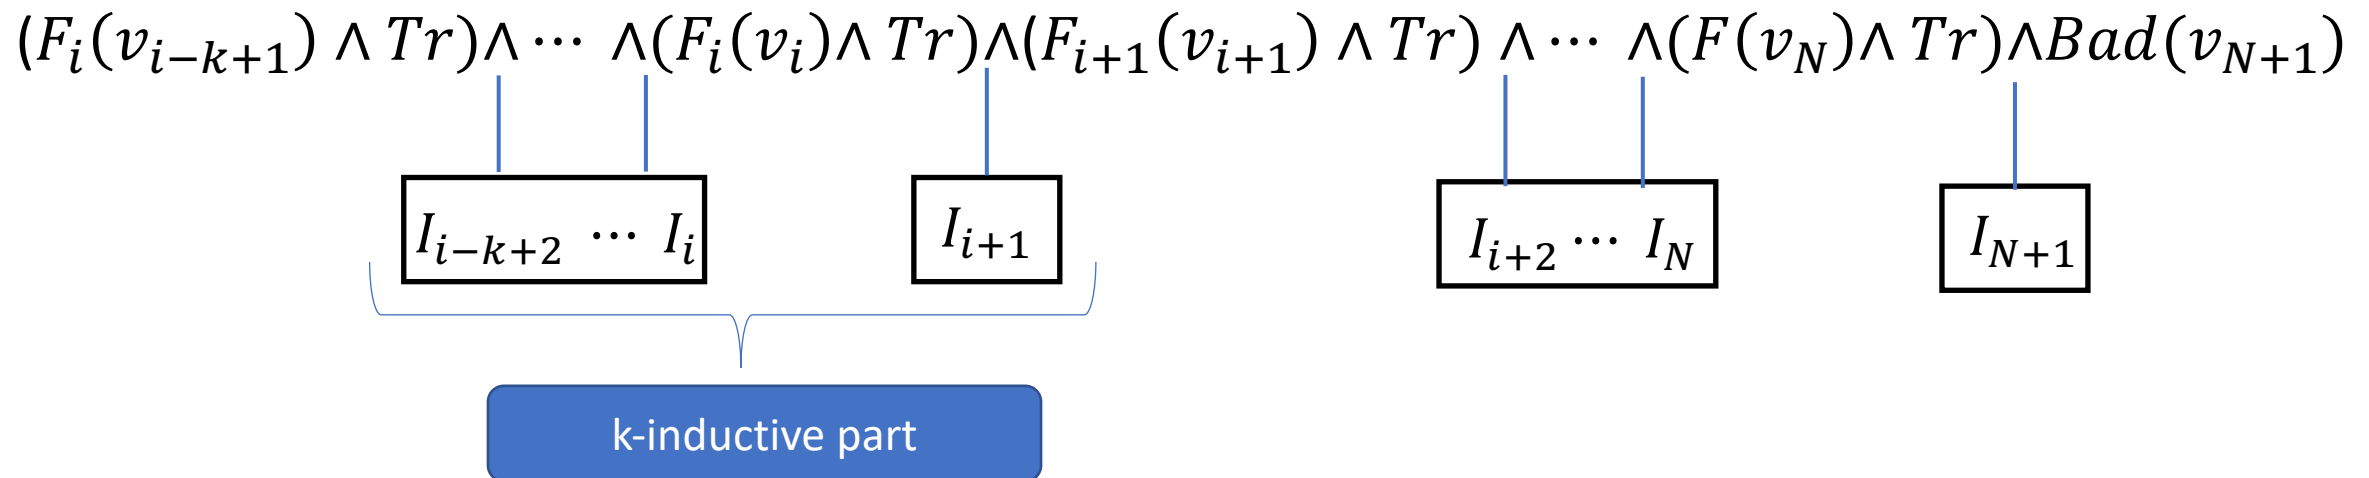 (F_i(v_{i−k+1}) ∧ Tr)∧ ⋯ ∧(F_i(v_i)∧ Tr)∧(F_{i+1}(v_{i+1}) ∧ Tr) ∧ ⋯ ∧(F(v_N)∧ Tr)∧Bad(v_{N+1})
I_{i−k+2} ⋯ I_i I_{i+1} I_{i+2} ⋯ I_N I_{N+1}
k-inductive part